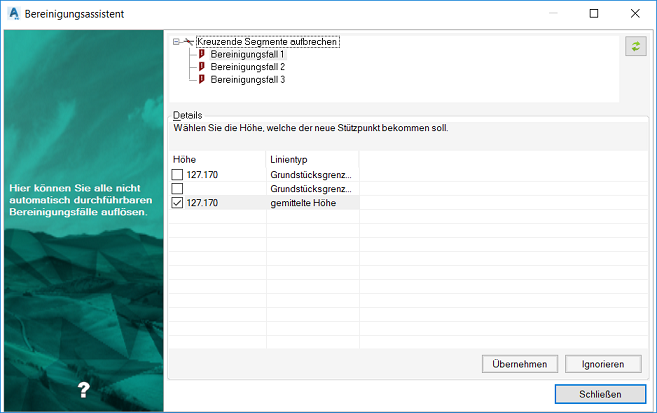 Bereinigungsassistent
Kreuzende Segmente aufbrechen
Bereinigungsfall 1
Bereinigungsfall 2
Bereinigungsfall 3
Hier können Sie alle nicht
automatisch durchführbaren
Bereinigungsfälle auflösen.
?
Details
Wählen Sie die Höhe, welche der neue Stützpunkt bekommen soll.
Höhe Linientyp
127.170 Grundstücksgrenz...
Grundstücksgrenz...
127.170 gemittelte Höhe
Übernehmen Ignorieren
Schließen